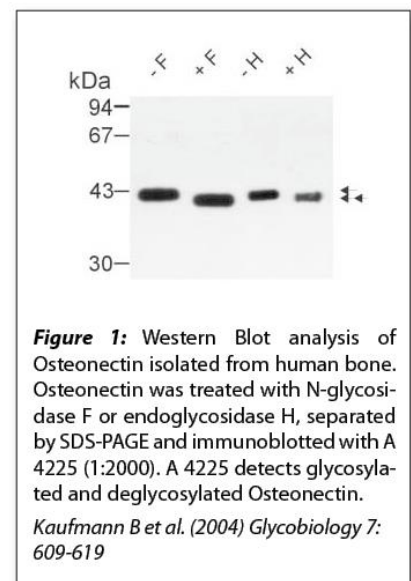 -F +F -H +H
kDa
94
67
43
30
Figure 1: Western Blot analysis of
Osteonectin isolated from human bone.
Osteonectin was treated with N-glycosi-
dase F or endoglycosidase H, separated
by SDS-PAGE and immunoblotted with A
4225 (1:2000). A 4225 detects glycosyla-
ted and deglycosylated Osteonectin.
Kaufmann B et al. (2004) Glycobiology 7:
609-619